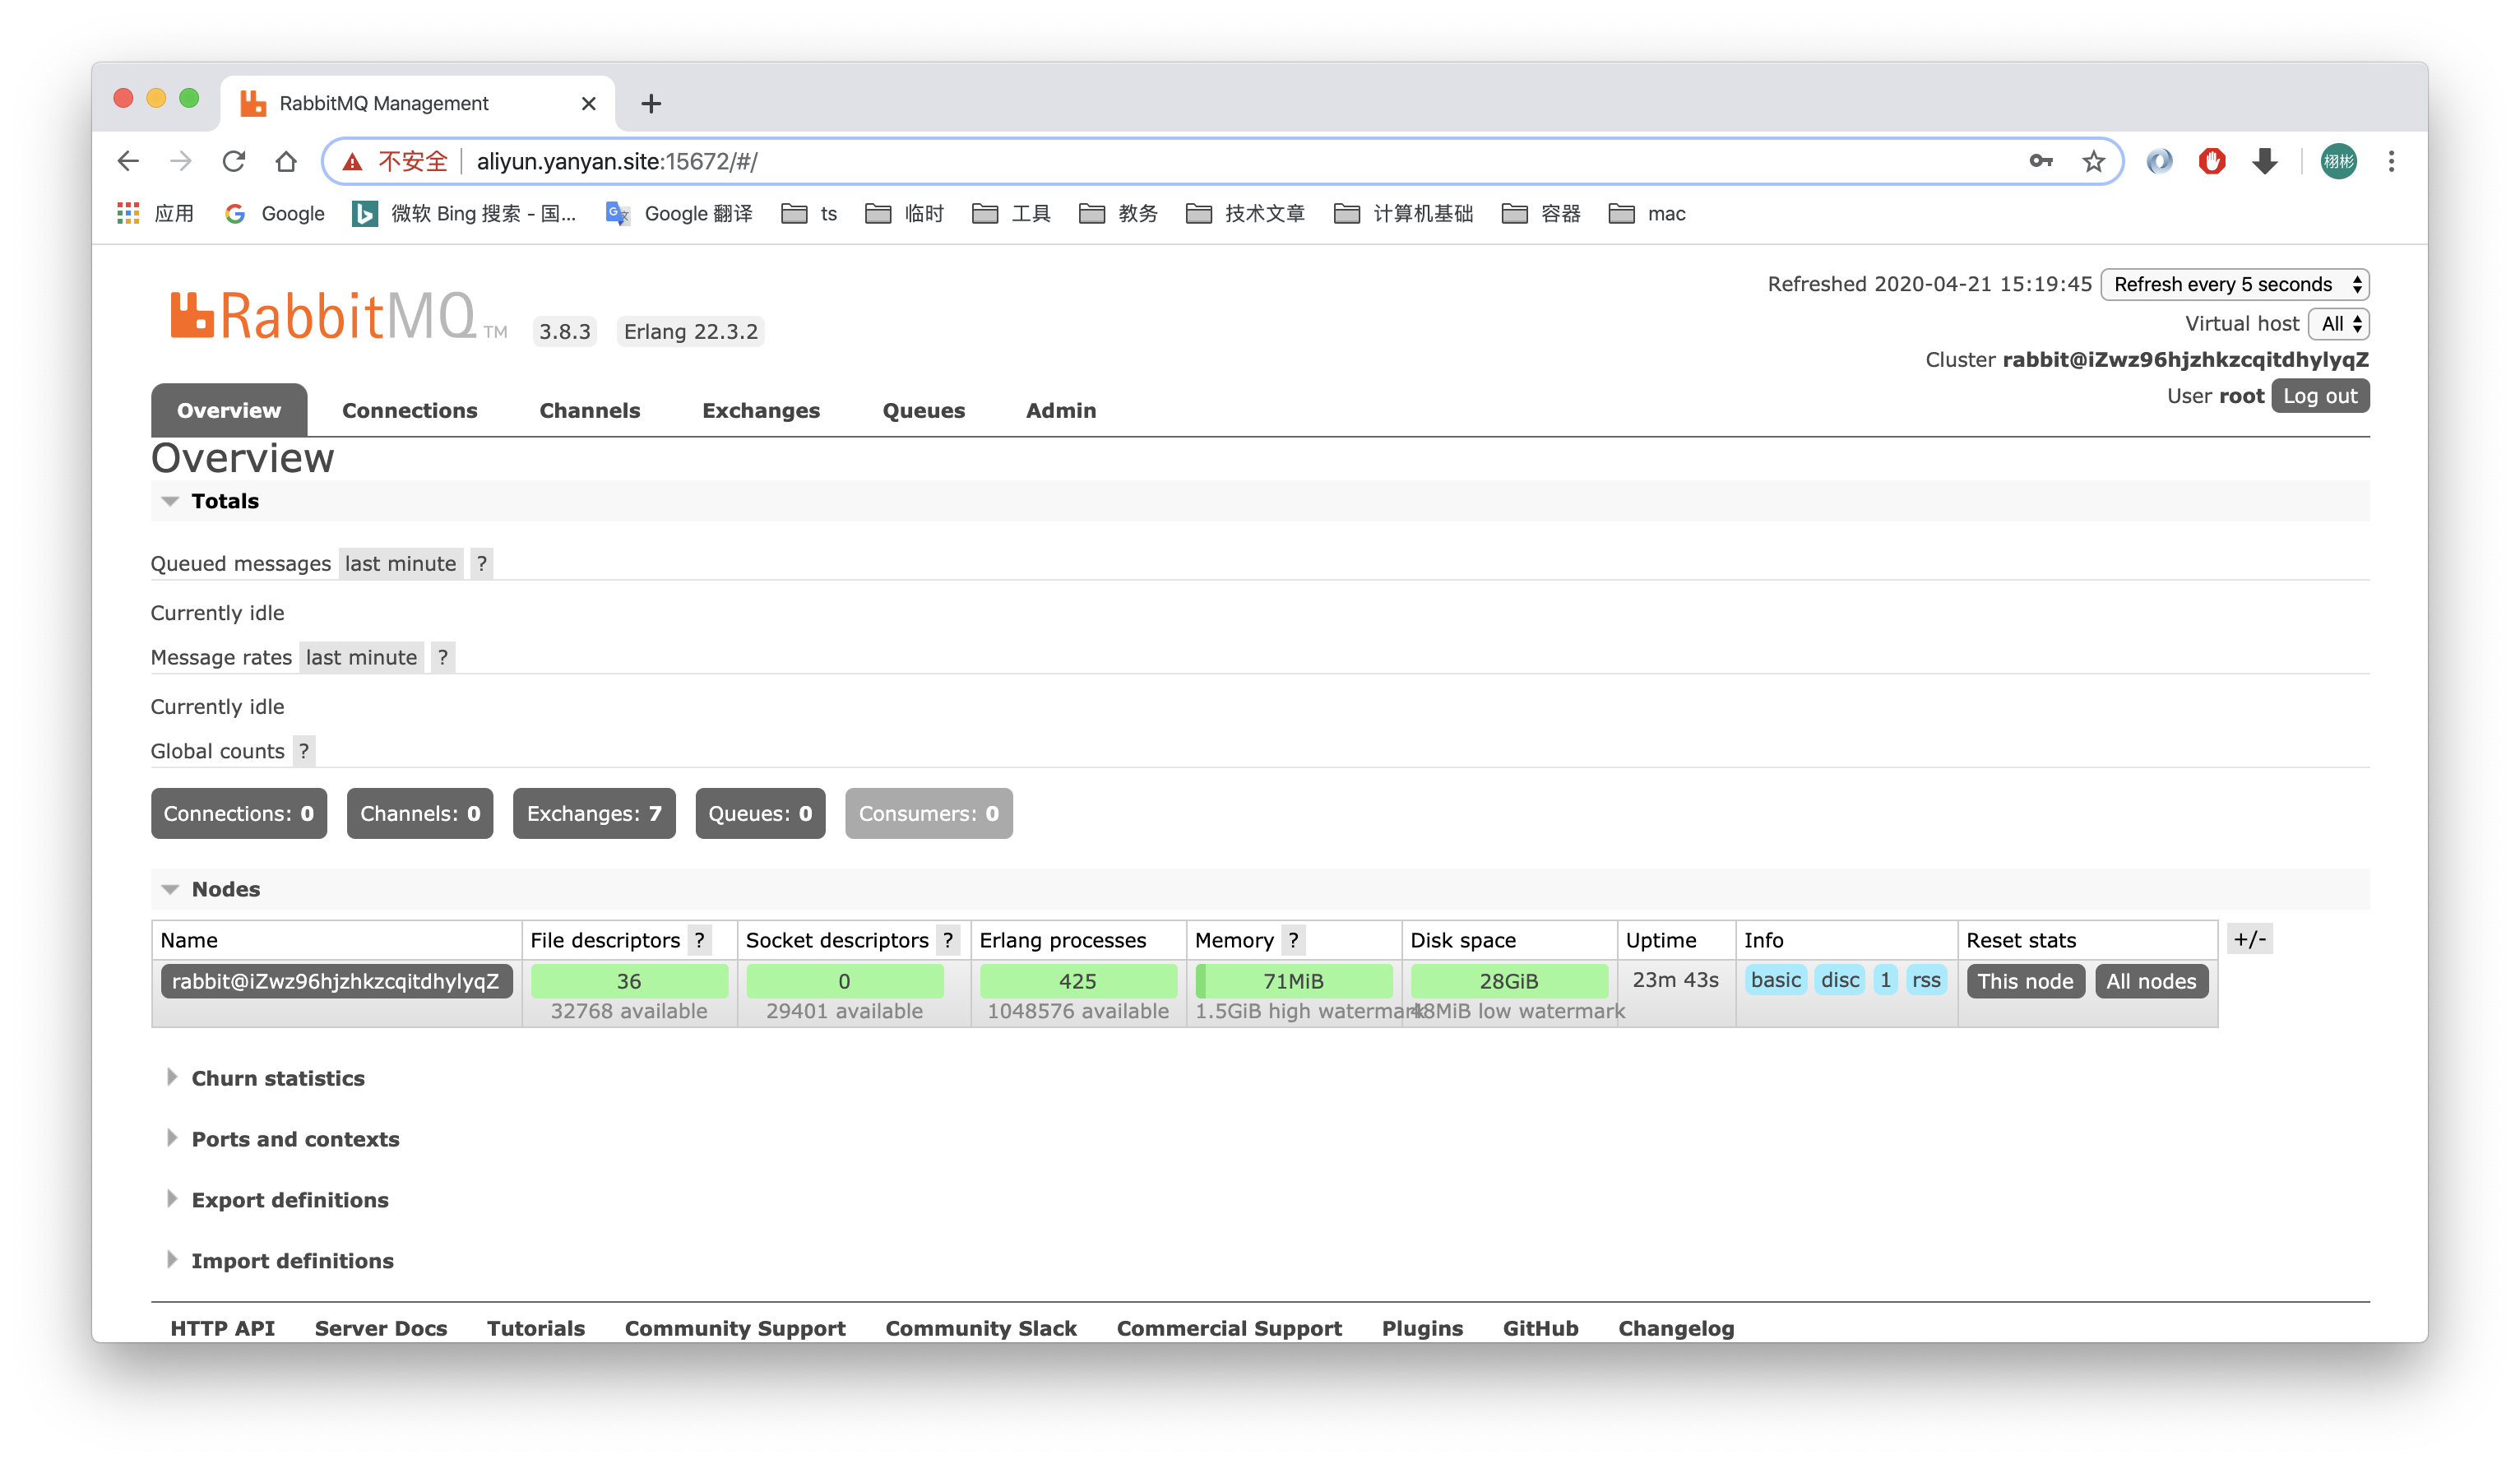 RabbitMQ Management
不安全 aliyun.yanyan.site:15672/#/
栩彬
应用 Google 微软 Bing 搜索 - 国... Google 翻译 ts 临时 工具 教务 技术文章 计算机基础 容器 mac
Refreshed 2020-04-21 15:19:45 Refresh every 5 seconds
RabbitMQ TM 3.8.3 Erlang 22.3.2
Virtual host All
Cluster rabbit@iZwz96hjzhkzcqitdhylyqZ
User root Log out
Overview Connections Channels Exchanges Queues Admin
Overview
Totals
Queued messages last minute ?
Currently idle
Message rates last minute ?
Currently idle
Global counts ?
Connections: 0 Channels: 0 Exchanges: 7 Queues: 0 Consumers: 0
Nodes
Name File descriptors ? Socket descriptors ? Erlang processes Memory ? Disk space Uptime Info Reset stats +/-
rabbit@iZwz96hjzhkzcqitdhylyqZ 36 0 425 71MiB 28GiB 23m 43s basic disc 1 rss This node All nodes
32768 available 29401 available 1048576 available 1.5GiB high watermark 48MiB low watermark
Churn statistics
Ports and contexts
Export definitions
Import definitions
HTTP API Server Docs Tutorials Community Support Community Slack Commercial Support Plugins GitHub Changelog